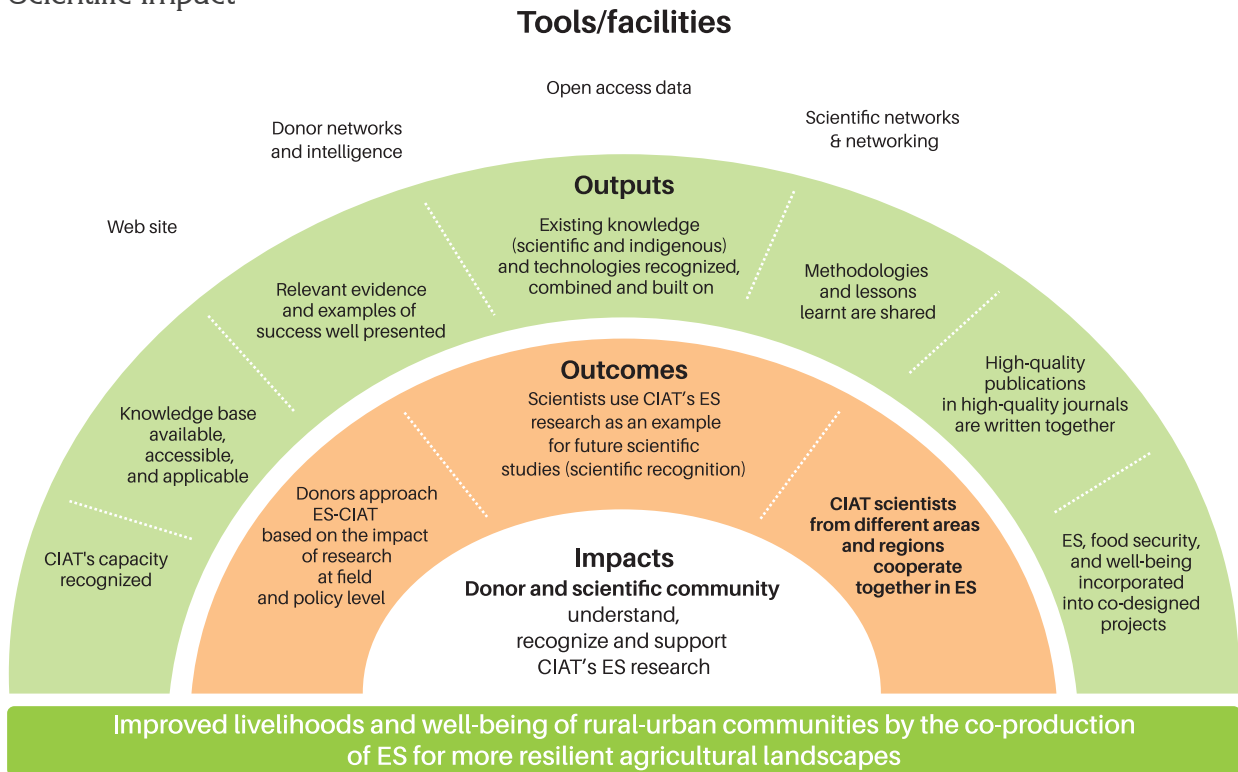 Scientific impact
Tools/facilities
Web site
Donor networks
and intelligence
Open access data
Scientific networks
& networking
Outputs
CIAT's capacity
recognized
Knowledge base
available,
accessible,
and applicable
Relevant evidence
and examples of
success well presented
Existing knowledge
(scientific and indigenous)
and technologies recognized,
combined and built on
Methodologies
and lessons
learnt are shared
High-quality
publications
in high-quality journals
are written together
ES, food security,
and well-being
incorporated
into co-designed
projects
Outcomes
Donors approach
ES-CIAT
based on the impact
of research
at field
and policy level
Scientists use CIAT's ES
research as an example
for future scientific
studies (scientific recognition)
CIAT scientists
from different areas
and regions
cooperate
together in ES
Impacts
Donor and scientific community
understand,
recognize and support
CIAT's ES research
Improved livelihoods and well-being of rural-urban communities by the co-production
of ES for more resilient agricultural landscapes